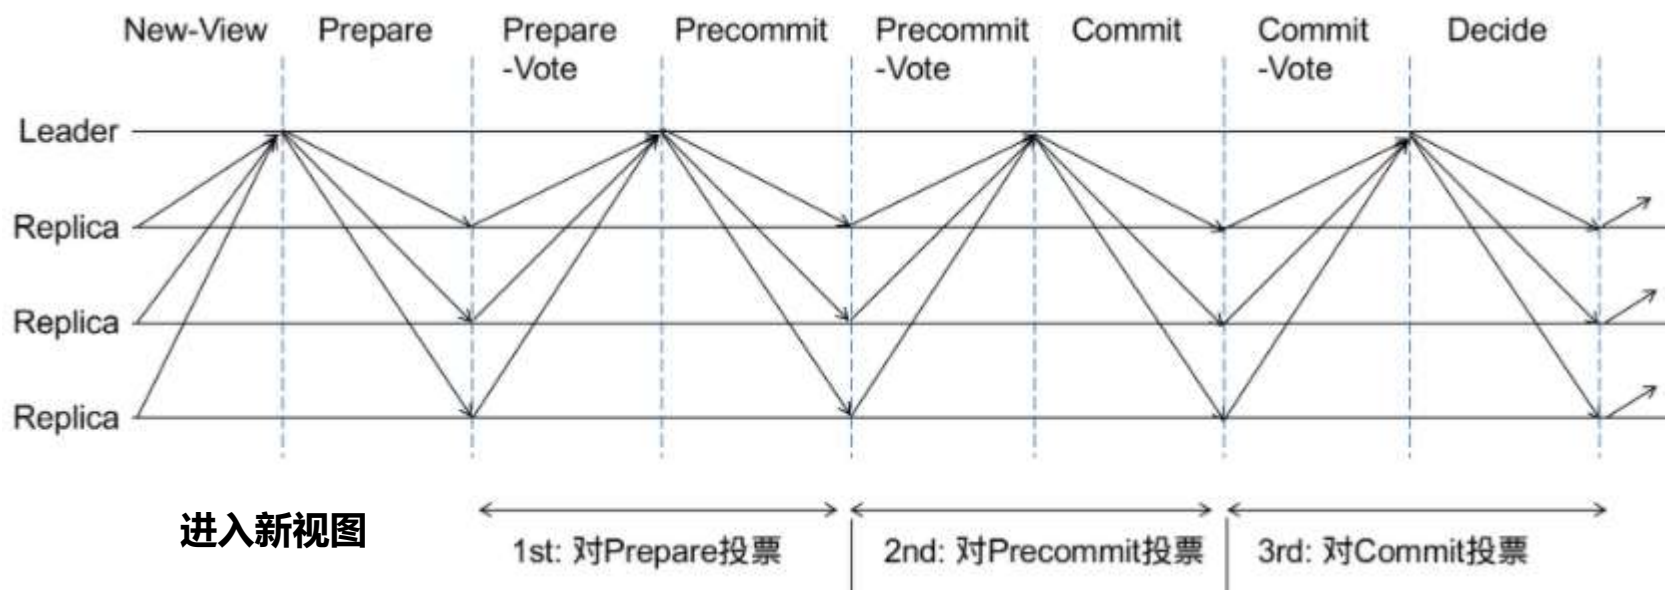 New-View Prepare Prepare Precommit Precommit Commit Commit Decide
-Vote -Vote -Vote
Leader
Replica
Replica
Replica
进入新视图
1st: 对Prepare投票 2nd: 对Precommit投票 3rd: 对Commit投票